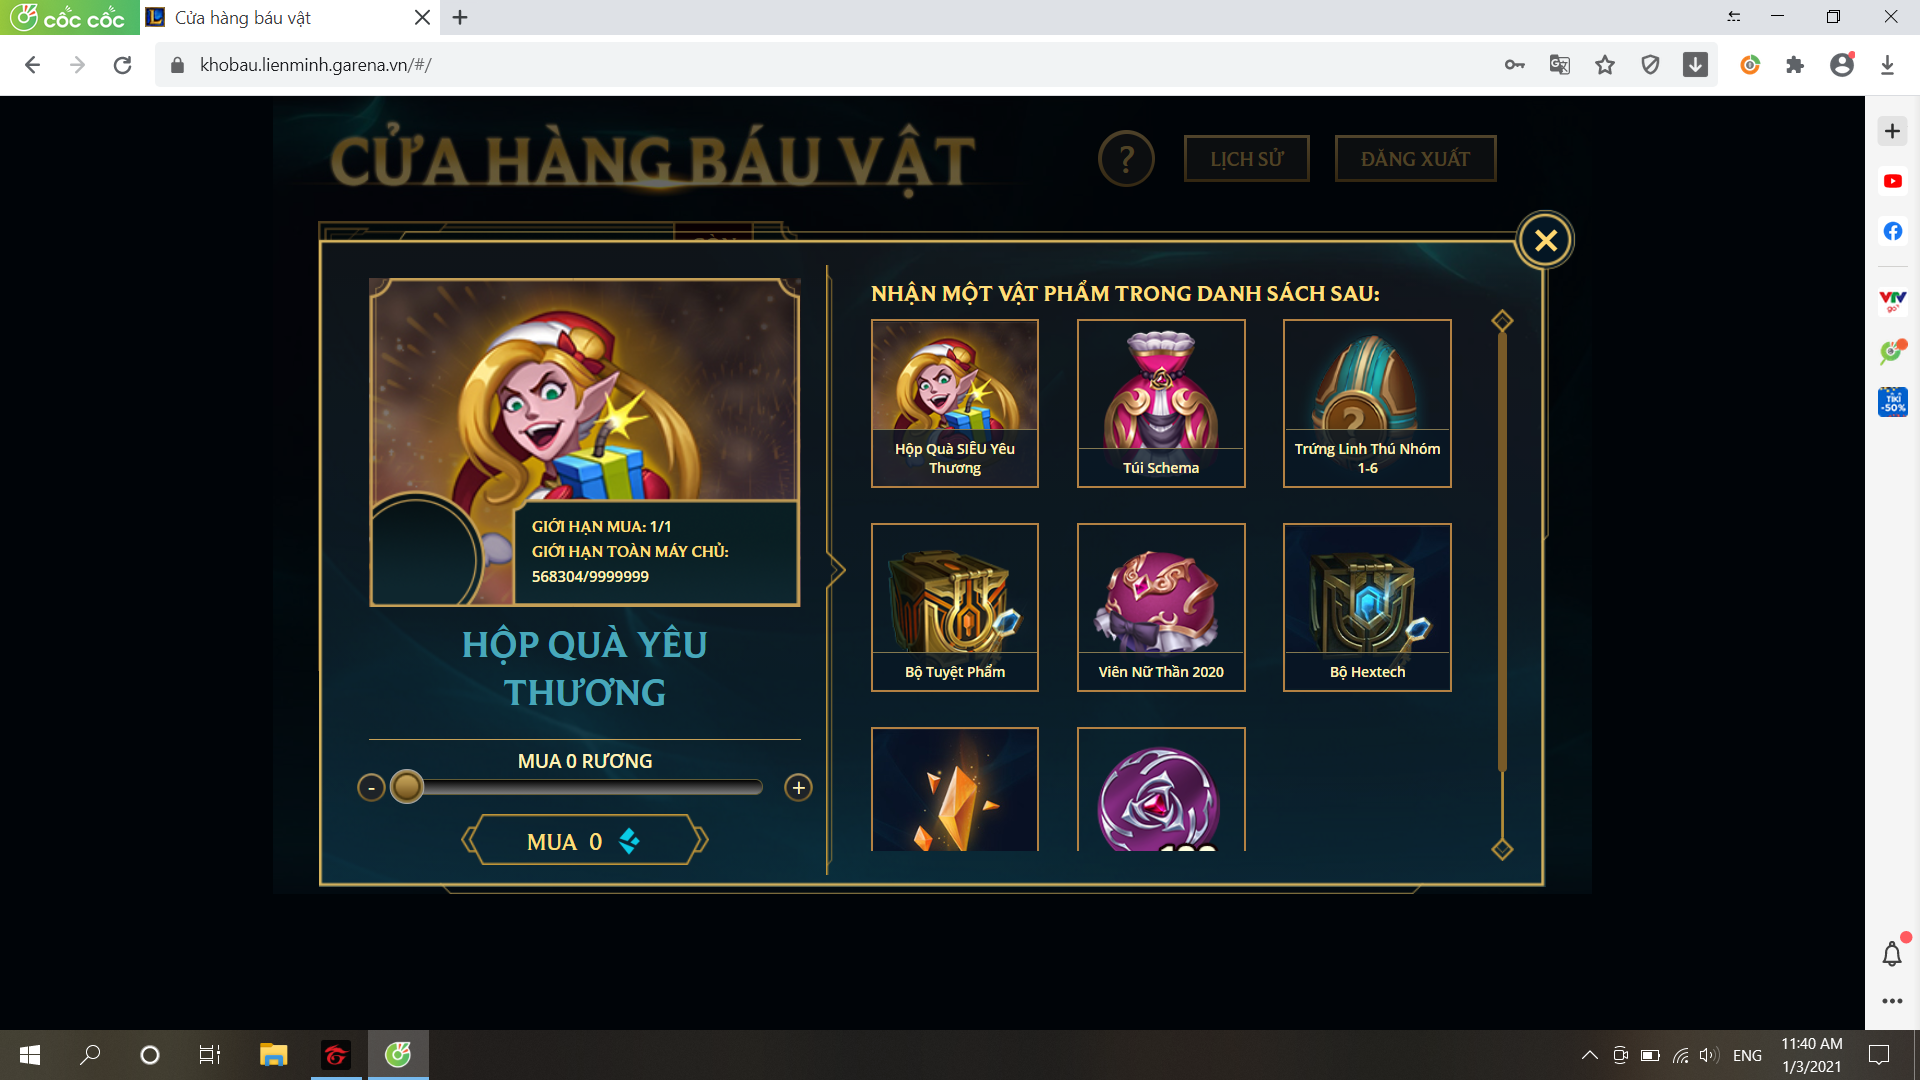 cốc cốc
Cửa hàng báu vật
khobau.lienminh.garena.vn/#/
CỬA HÀNG BÁU VẬT
?
LỊCH SỬ
ĐĂNG XUẤT
NHẬN MỘT VẬT PHẨM TRONG DANH SÁCH SAU:
Hộp Quà SIÊU Yêu
Thương
Túi Schema
?
Trứng Linh Thú Nhóm
1-6
GIỚI HẠN MUA: 1/1
GIỚI HẠN TOÀN MÁY CHỦ:
568304/9999999
Bộ Tuyệt Phẩm
Viên Nữ Thần 2020
Bộ Hextech
HỘP QUÀ YÊU
THƯƠNG
MUA 0 RƯƠNG
-
+
MUA 0
VTV
go
TIKI
-50%
ENG
11:40 AM
1/3/2021